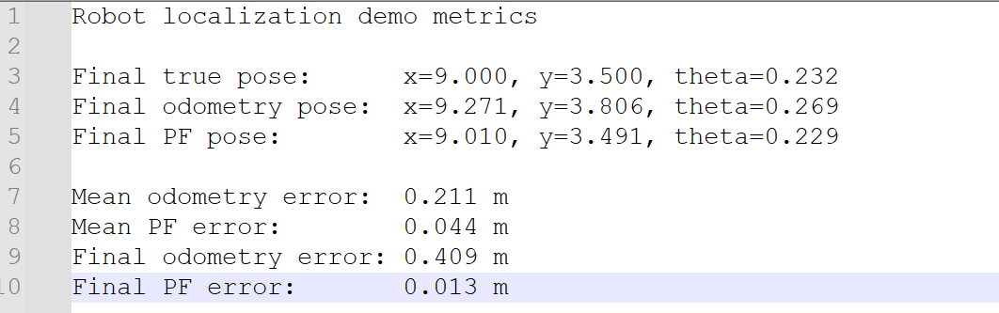 1 Robot localization demo metrics
2
3 Final true pose:      x=9.000, y=3.500, theta=0.232
4 Final odometry pose:  x=9.271, y=3.806, theta=0.269
5 Final PF pose:        x=9.010, y=3.491, theta=0.229
6
7 Mean odometry error:  0.211 m
8 Mean PF error:        0.044 m
9 Final odometry error: 0.409 m
10 Final PF error:       0.013 m